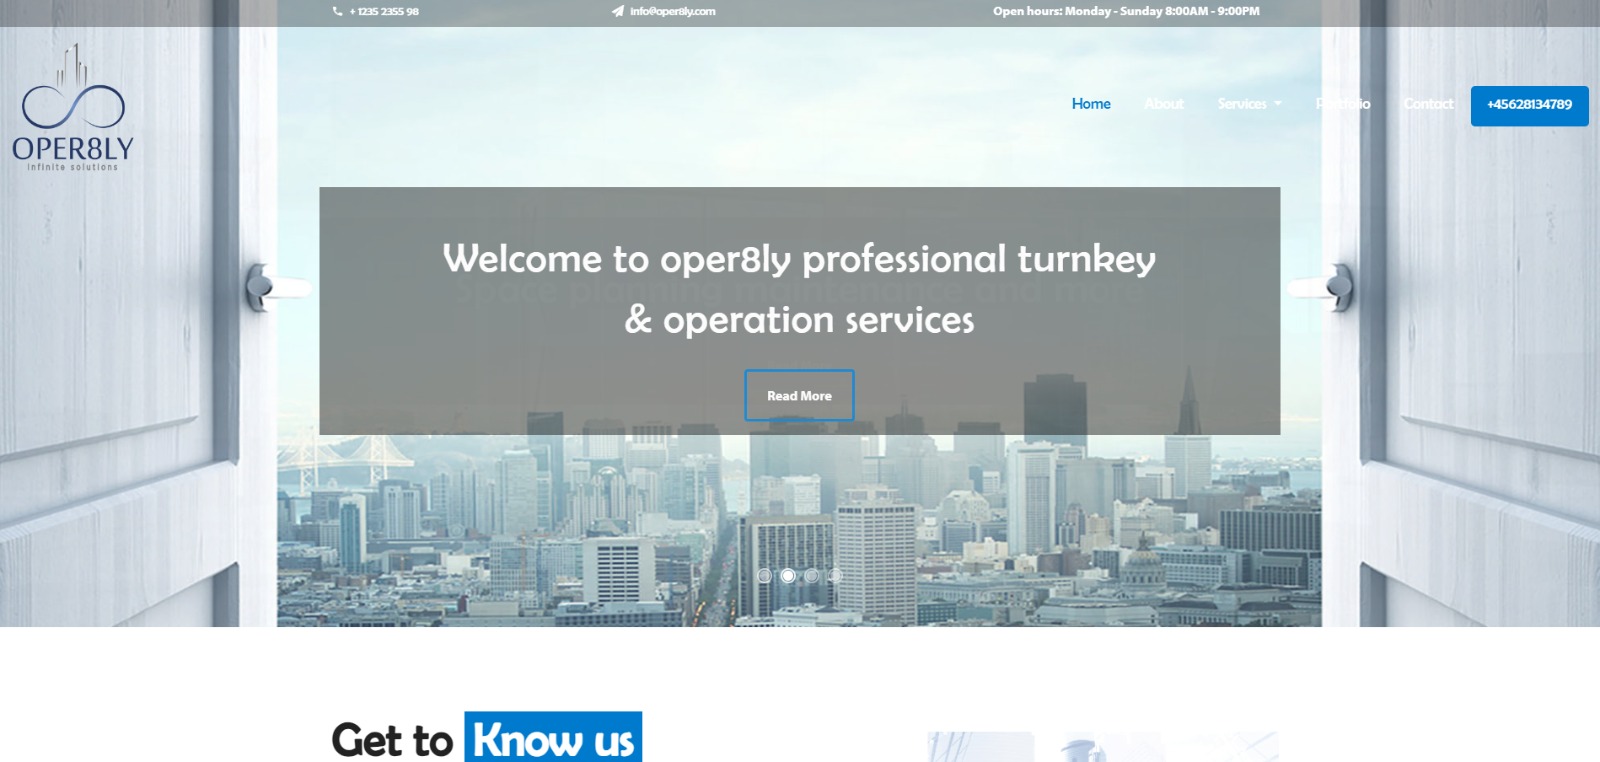 + 1235 2355 98
info@oper8ly.com
Open hours: Monday - Sunday 8:00AM - 9:00PM
OPER8LY
infinite solutions
Home
About
Services
Portfolio
Contact
+45628134789
Welcome to oper8ly professional turnkey
Space planning maintenance and more
& operation services
Read More
Get to Know us